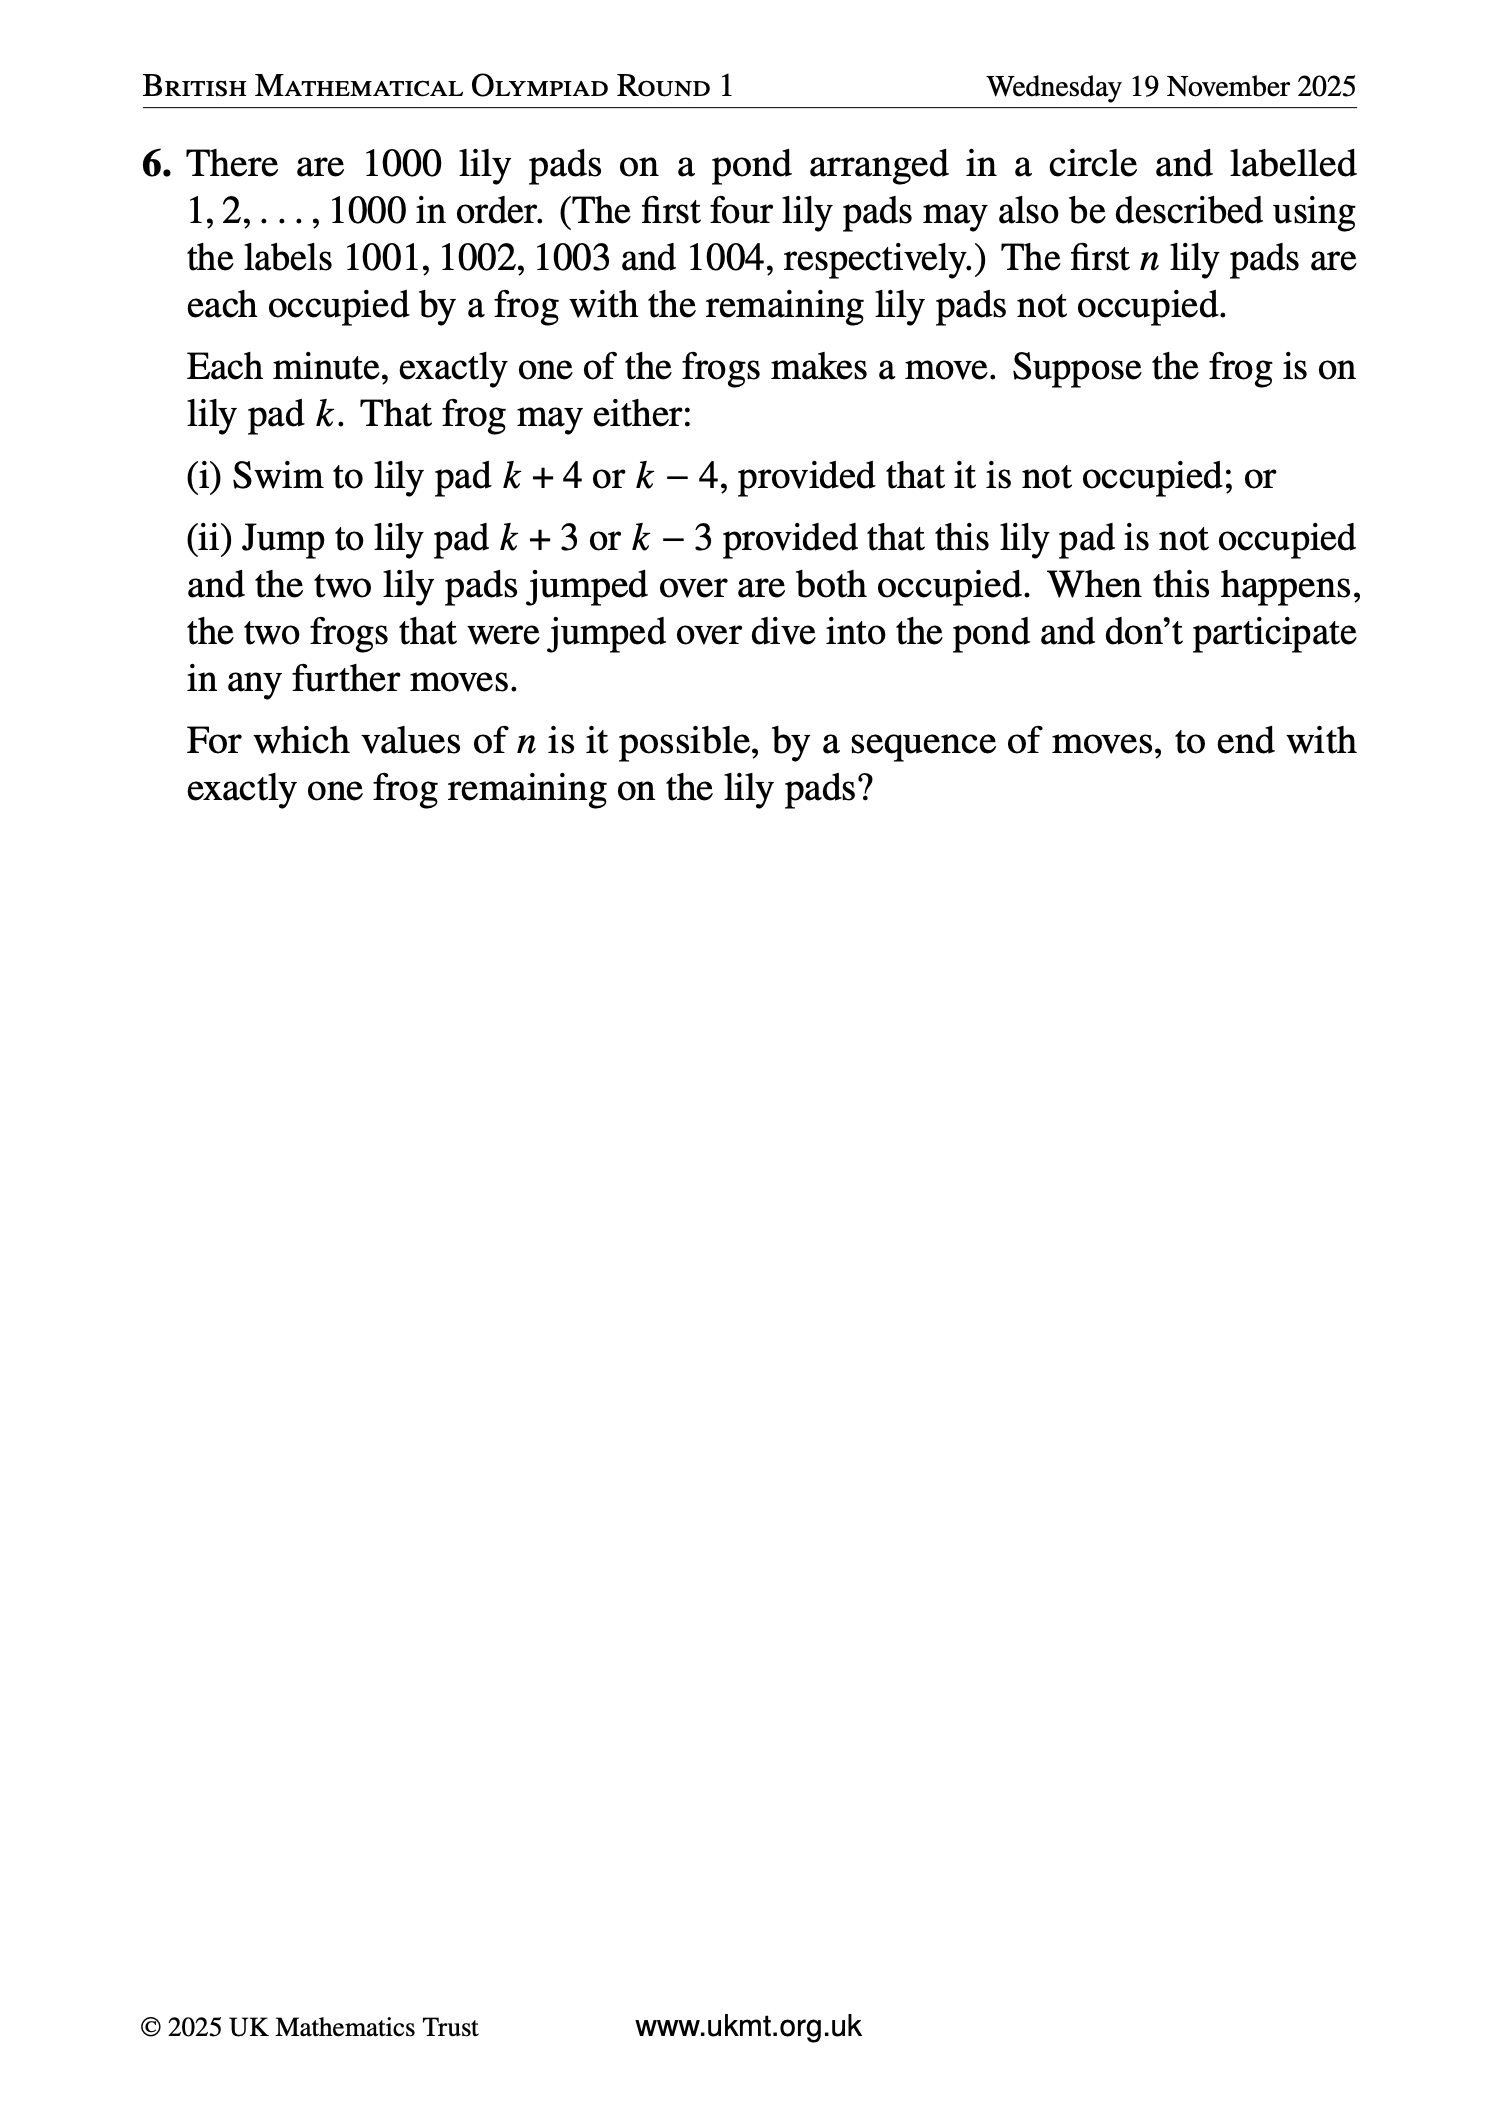 British Mathematical Olympiad Round 1 Wednesday 19 November 2025
6. There are 1000 lily pads on a pond arranged in a circle and labelled
1, 2, . . . , 1000 in order. (The first four lily pads may also be described using
the labels 1001, 1002, 1003 and 1004, respectively.) The first n lily pads are
each occupied by a frog with the remaining lily pads not occupied.
Each minute, exactly one of the frogs makes a move. Suppose the frog is on
lily pad k. That frog may either:
(i) Swim to lily pad k + 4 or k − 4, provided that it is not occupied; or
(ii) Jump to lily pad k + 3 or k − 3 provided that this lily pad is not occupied
and the two lily pads jumped over are both occupied. When this happens,
the two frogs that were jumped over dive into the pond and don’t participate
in any further moves.
For which values of n is it possible, by a sequence of moves, to end with
exactly one frog remaining on the lily pads?
© 2025 UK Mathematics Trust www.ukmt.org.uk